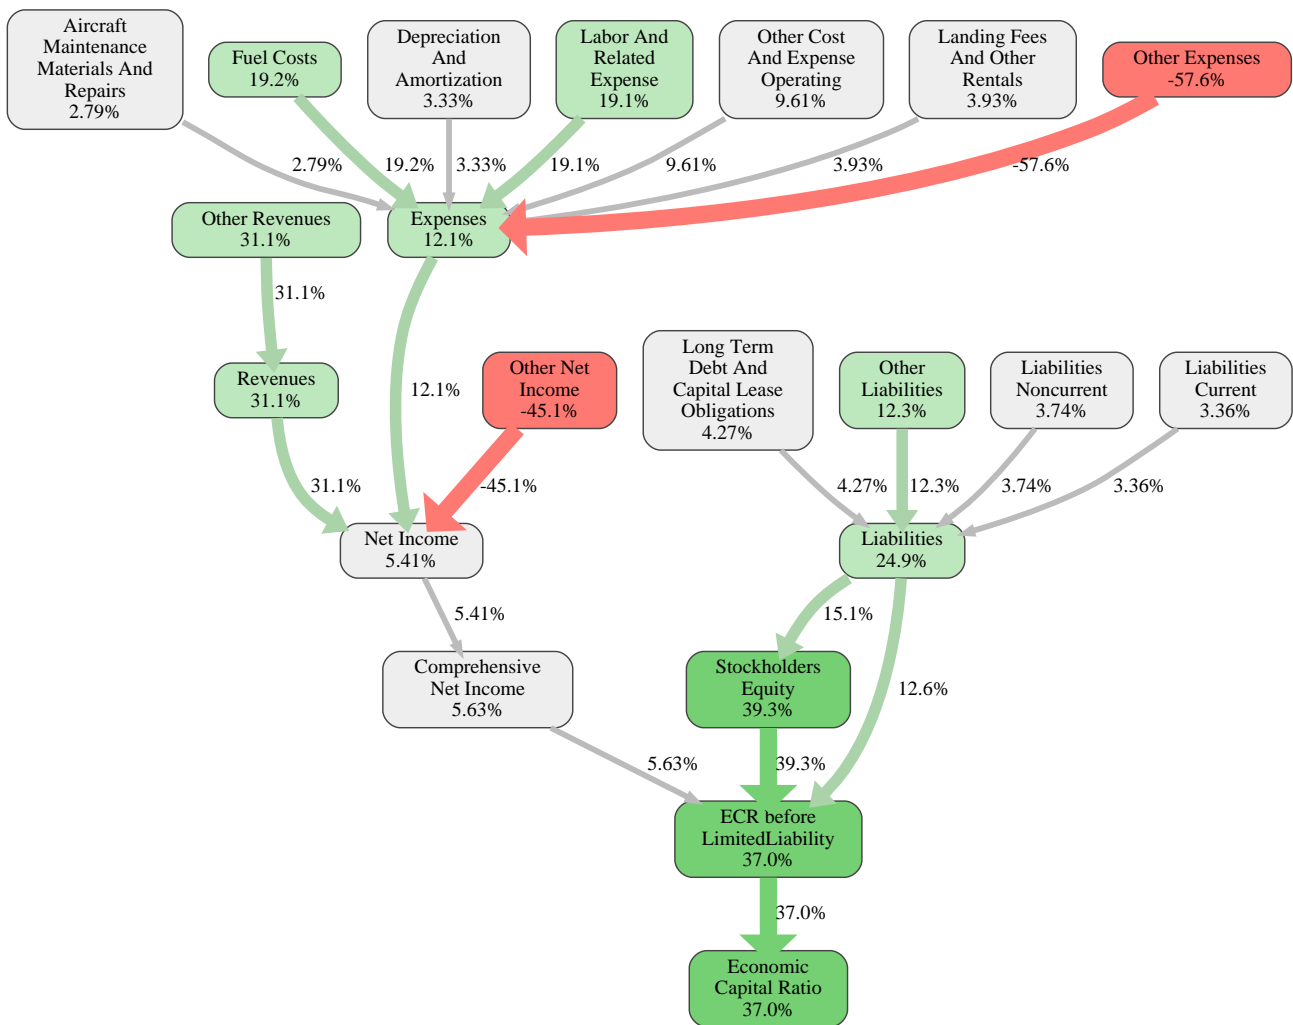 Aircraft
Maintenance
Materials And
Repairs
2.79%
Fuel Costs
19.2%
Depreciation
And
Amortization
3.33%
Labor And
Related
Expense
19.1%
Other Cost
And Expense
Operating
9.61%
Landing Fees
And Other
Rentals
3.93%
Other Expenses
-57.6%
2.79%
19.2%
3.33%
19.1%
9.61%
3.93%
-57.6%
Other Revenues
31.1%
Expenses
12.1%
31.1%
Revenues
31.1%
12.1%
Other Net
Income
-45.1%
Long Term
Debt And
Capital Lease
Obligations
4.27%
Other
Liabilities
12.3%
Liabilities
Noncurrent
3.74%
Liabilities
Current
3.36%
31.1%
-45.1%
4.27%
12.3%
3.74%
3.36%
Net Income
5.41%
Liabilities
24.9%
5.41%
15.1%
12.6%
Comprehensive
Net Income
5.63%
Stockholders
Equity
39.3%
5.63%
39.3%
ECR before
LimitedLiability
37.0%
37.0%
Economic
Capital Ratio
37.0%